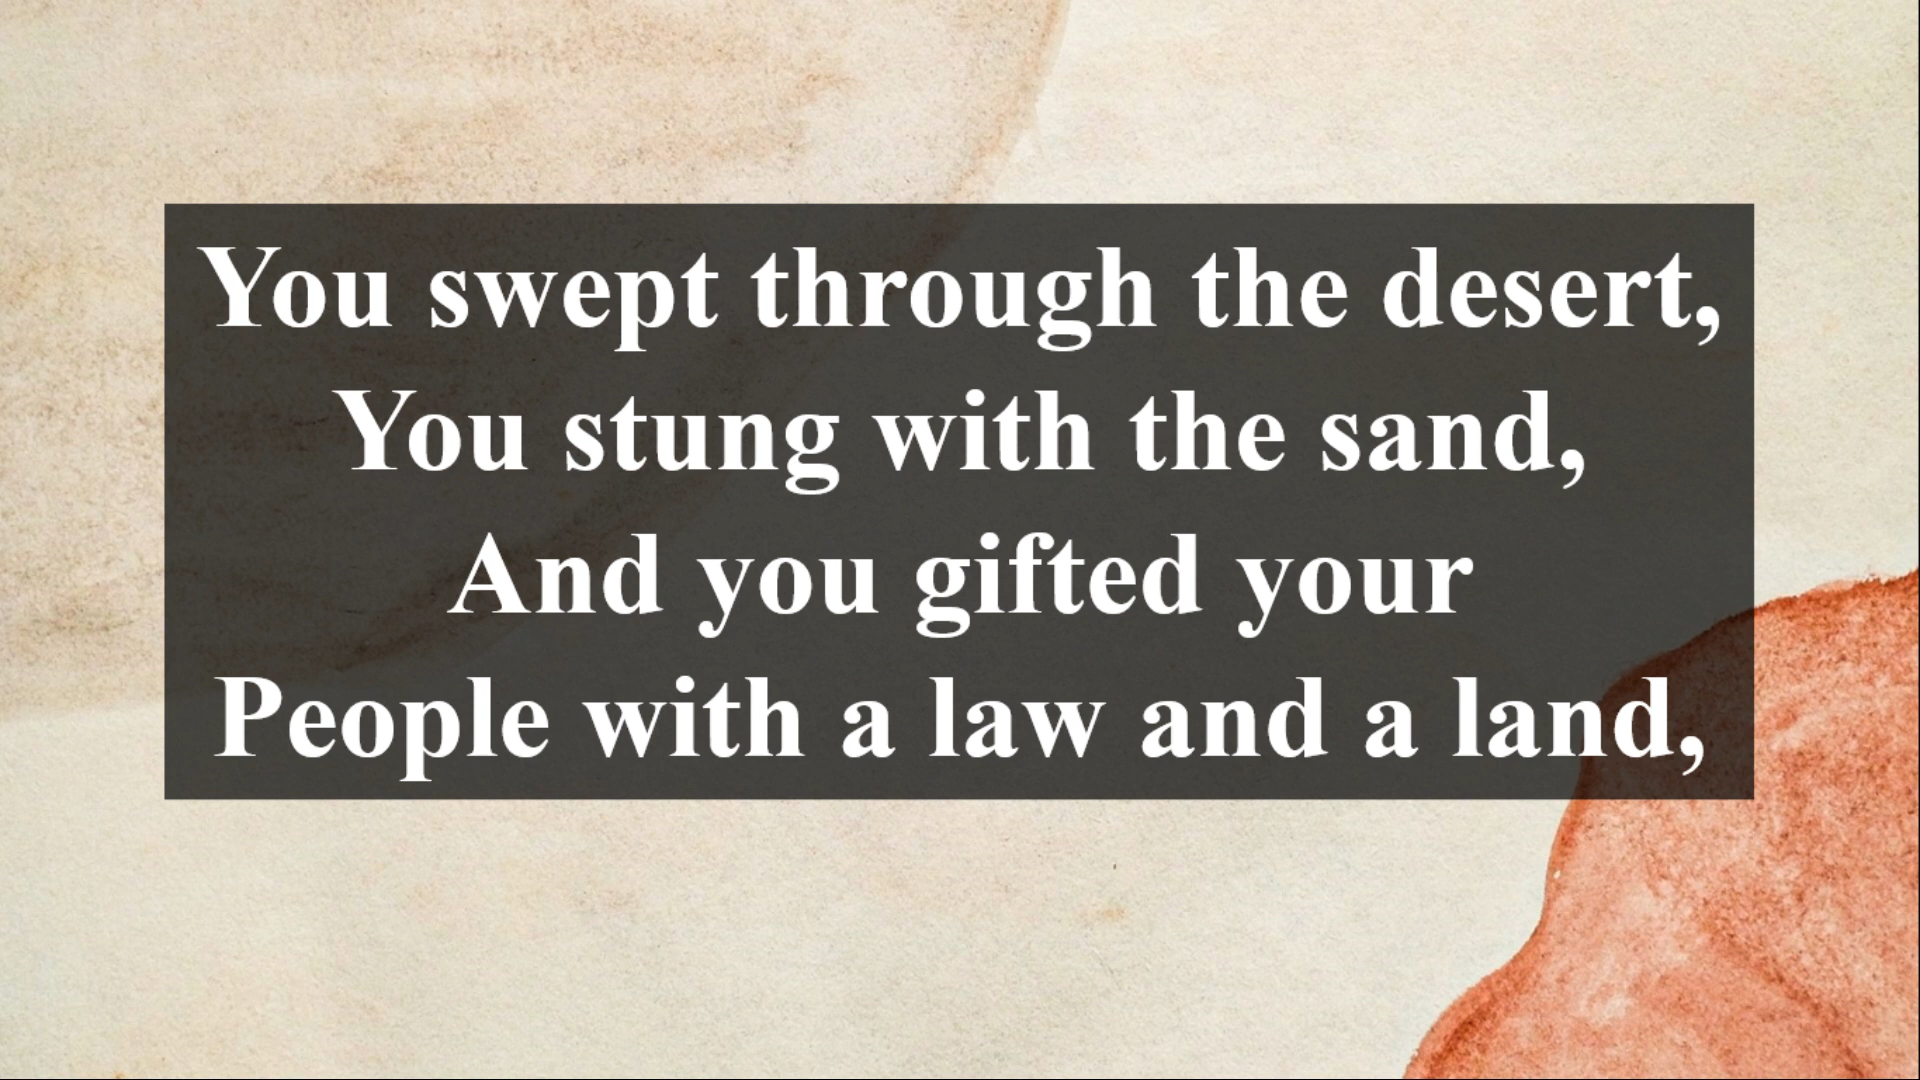 You swept through the desert,
You stung with the sand,
And you gifted your
People with a law and a land,